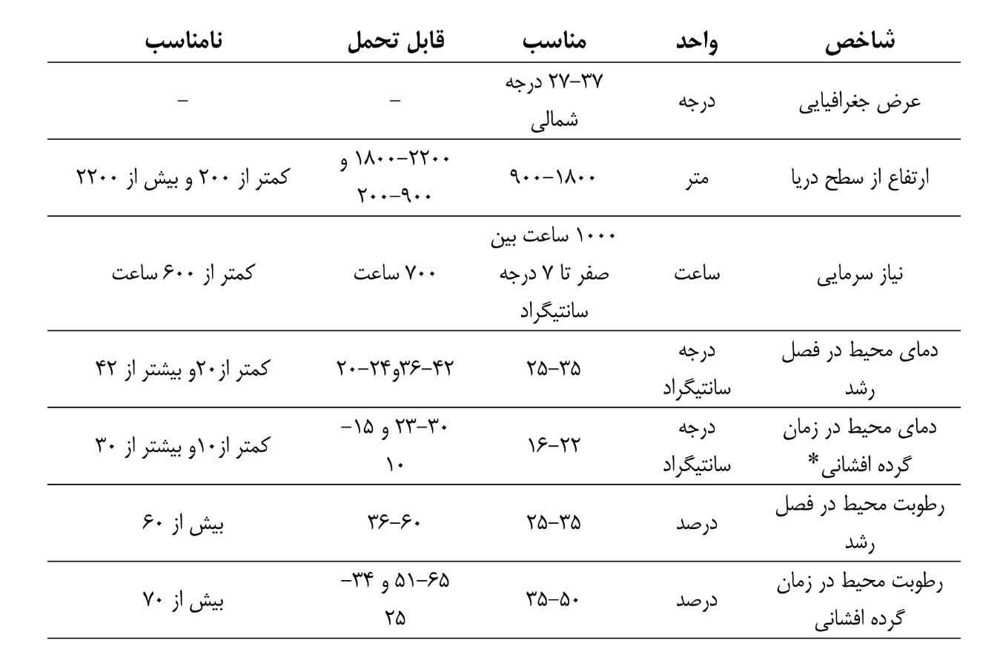 شاخص واحد مناسب قابل تحمل نامناسب
عرض جغرافیایی درجه ۲۷–۳۷ درجه شمالی – –
ارتفاع از سطح دریا متر ۹۰۰–۱۸۰۰ ۱۸۰۰–۲۲۰۰ و ۲۰۰–۹۰۰ کمتر از ۲۰۰ و بیش از ۲۲۰۰
نیاز سرمایی ساعت ۱۰۰۰ ساعت بین صفر تا ۷ درجه سانتیگراد ۷۰۰ ساعت کمتر از ۶۰۰ ساعت
دمای محیط در فصل رشد درجه سانتیگراد ۲۵–۳۵ ۳۶–۴۲و۲۰–۲۴ کمتر از۲۰و بیشتر از ۴۲
دمای محیط در زمان گرده افشانی* درجه سانتیگراد ۱۶–۲۲ ۲۳–۳۰ و ۱۵–۱۰ کمتر از۱۰و بیشتر از ۳۰
رطوبت محیط در فصل رشد درصد ۲۵–۳۵ ۳۶–۶۰ بیش از ۶۰
رطوبت محیط در زمان گرده افشانی درصد ۳۵–۵۰ ۵۱–۶۵ و ۳۴–۲۵ بیش از ۷۰